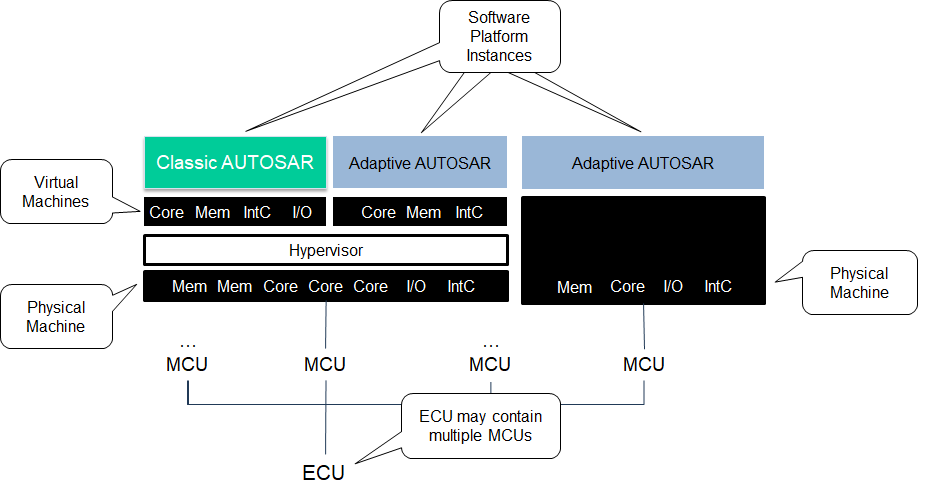 Software
Platform
Instances
Classic AUTOSAR
Adaptive AUTOSAR
Adaptive AUTOSAR
Virtual
Machines
Core Mem IntC I/O
Core Mem IntC
Hypervisor
Physical
Machine
Mem Mem Core Core Core I/O IntC
Mem Core I/O IntC
Physical
Machine
...
MCU
MCU
...
MCU
MCU
ECU may contain
multiple MCUs
ECU